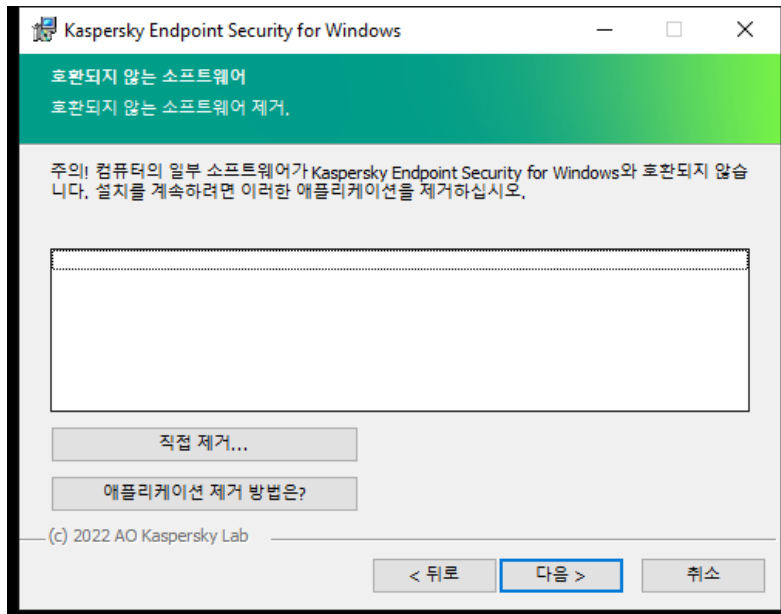 Kaspersky Endpoint Security for Windows
호환되지 않는 소프트웨어
호환되지 않는 소프트웨어 제거.
주의! 컴퓨터의 일부 소프트웨어가 Kaspersky Endpoint Security for Windows와 호환되지 않습
니다. 설치를 계속하려면 이러한 애플리케이션을 제거하십시오.
직접 제거...
애플리케이션 제거 방법은?
(c) 2022 AO Kaspersky Lab
< 뒤로
다음 >
취소